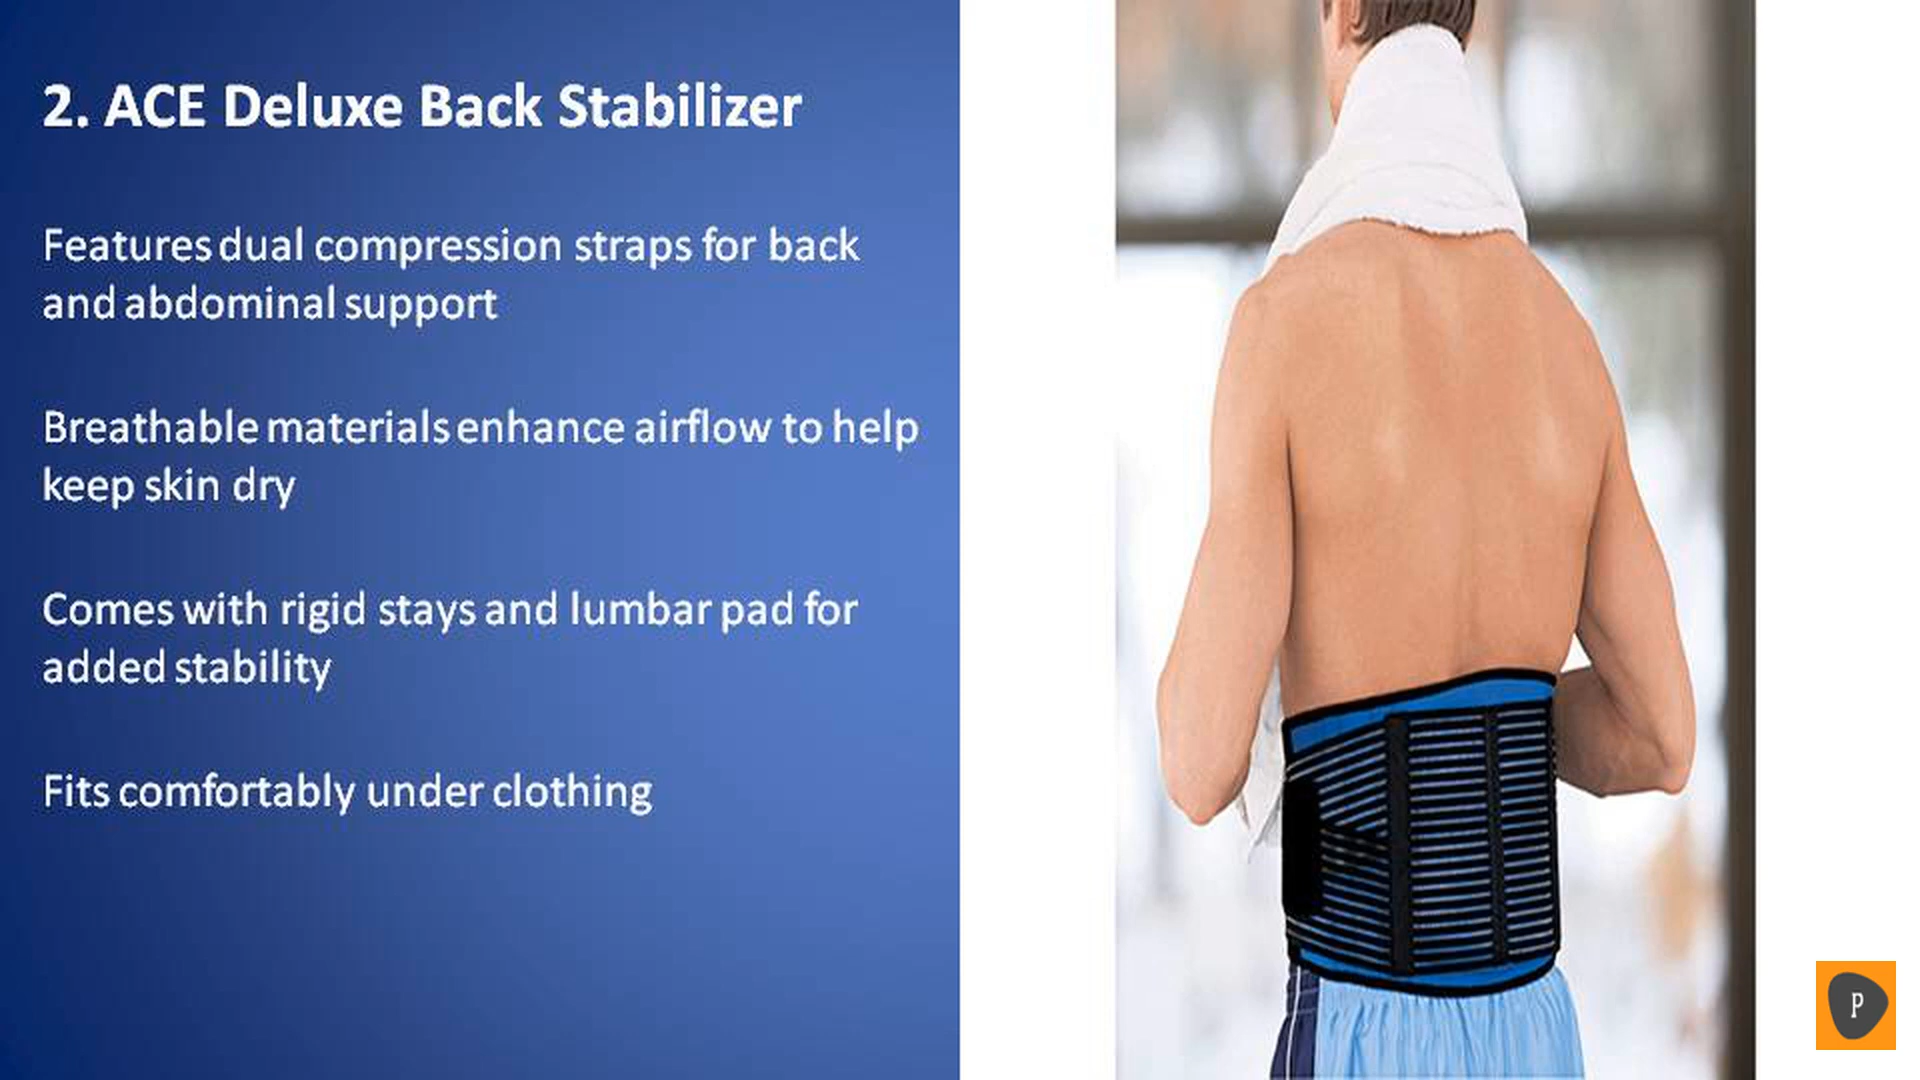 2. ACE Deluxe Back Stabilizer
Features dual compression straps for back
and abdominal support
Breathable materials enhance airflow to help
keep skin dry
Comes with rigid stays and lumbar pad for
added stability
Fits comfortably under clothing
P